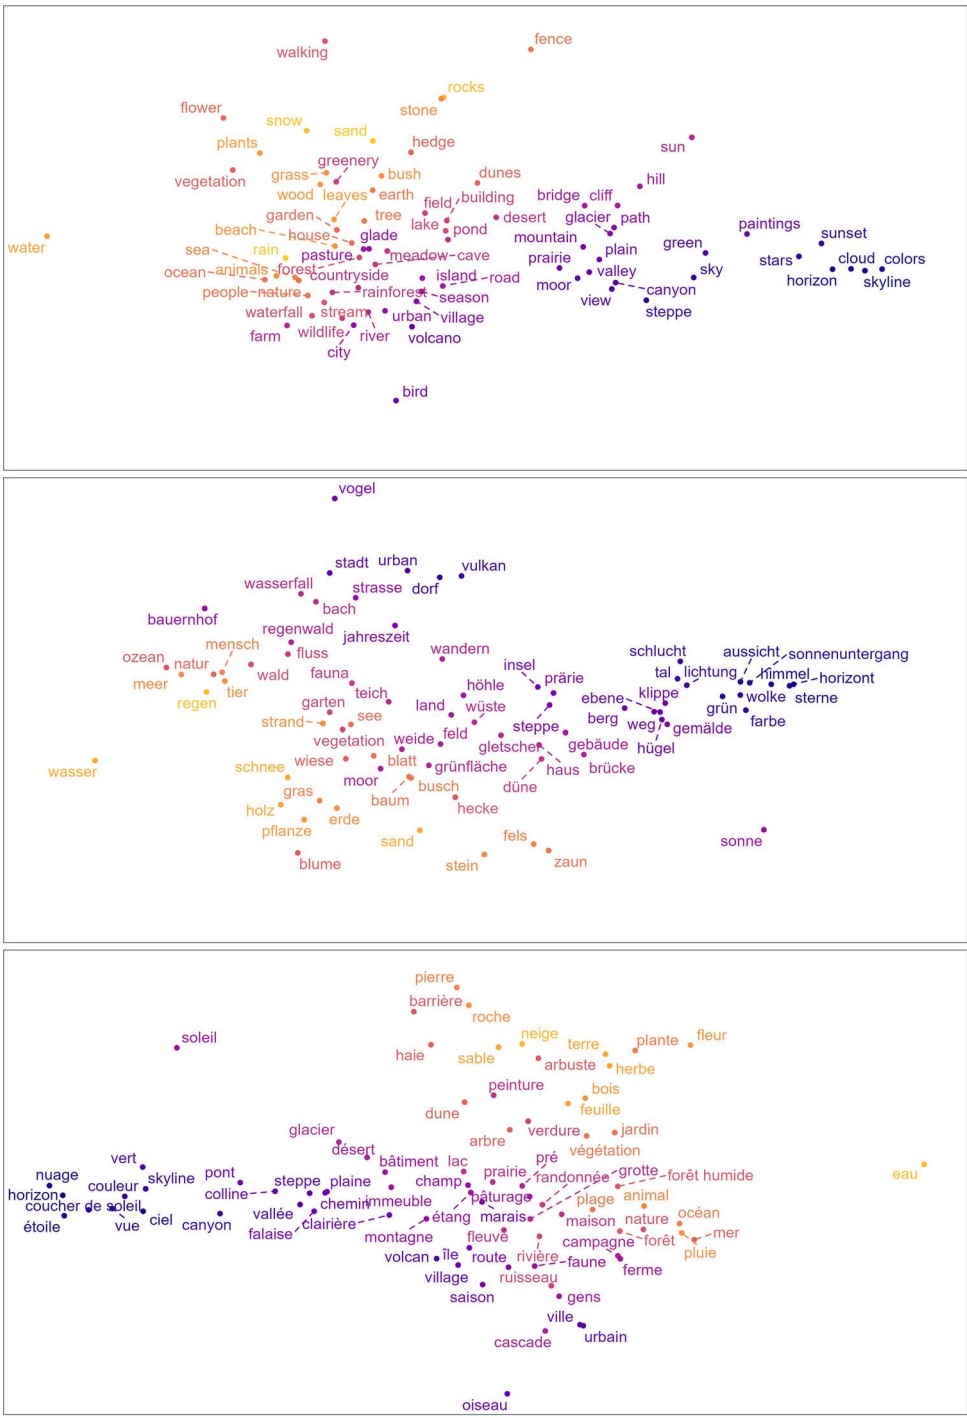 fence
walking
rocks
stone
flower
snow
sand
plants
hedge
sun
greenery
vegetation
grass
bush
dunes
hill
wood
leaves
earth
building
bridge
cliff
field
garden
tree
lake
pond
desert
glacier
path
beach
house
glade
mountain
paintings
sunset
water
sea
rain
pasture
meadow
cave
prairie
plain
green
stars
cloud
colors
ocean
animals
forest
countryside
island
road
moor
valley
sky
horizon
skyline
people
nature
rainforest
season
view
canyon
steppe
waterfall
stream
urban
village
farm
wildlife
river
volcano
city
bird
vogel
stadt
urban
vulkan
wasserfall
strasse
dorf
bach
bauernhof
regenwald
jahreszeit
mensch
fluss
wandern
schlucht
aussicht
sonnenuntergang
ozean
natur
wald
fauna
insel
prärie
tal
lichtung
himmel
horizont
meer
tier
teich
höhle
ebene
klippe
wolke
sterne
regen
garten
land
wüste
grün
strand
see
steppe
berg
weg
gemälde
farbe
vegetation
weide
feld
gletscher
gebäude
hügel
wasser
schnee
wiese
blatt
grünfläche
haus
brücke
moor
busch
düne
gras
baum
holz
hecke
erde
pflanze
sand
fels
sonne
blume
stein
zaun
pierre
barrière
roche
soleil
neige
terre
plante
fleur
haie
sable
arbuste
herbe
peinture
bois
dune
feuille
glacier
arbre
verdure
jardin
désert
végétation
vert
bâtiment
lac
pré
nuage
skyline
pont
prairie
randonnée
grotte
forêt humide
eau
couleur
colline
steppe
plaine
champ
horizon
chemin
immeuble
pâturage
plage
animal
coucher de soleil
vallée
étang
marais
océan
étoile
vue
ciel
canyon
falaise
clairière
maison
nature
montagne
fleuve
campagne
forêt
mer
volcan
île
route
rivière
faune
pluie
village
ruisseau
ferme
saison
gens
ville
cascade
urbain
oiseau